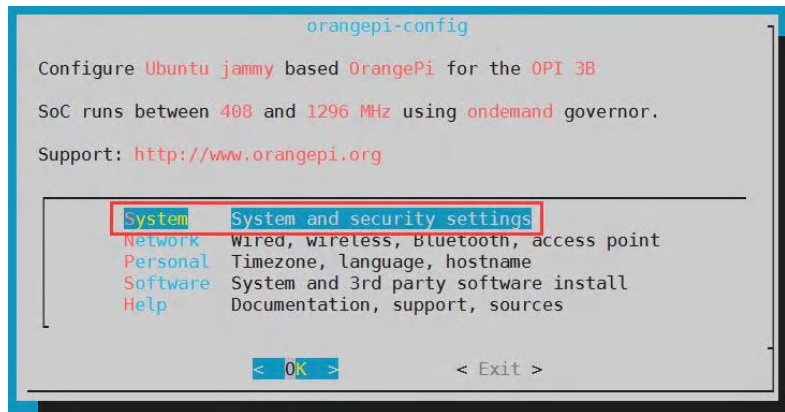 orangepi-config
Configure Ubuntu jammy based OrangePi for the OPI 3B
SoC runs between 408 and 1296 MHz using ondemand governor.
Support: http://www.orangepi.org
System System and security settings
Network Wired, wireless, Bluetooth, access point
Personal Timezone, language, hostname
Software System and 3rd party software install
Help Documentation, support, sources
< OK > < Exit >